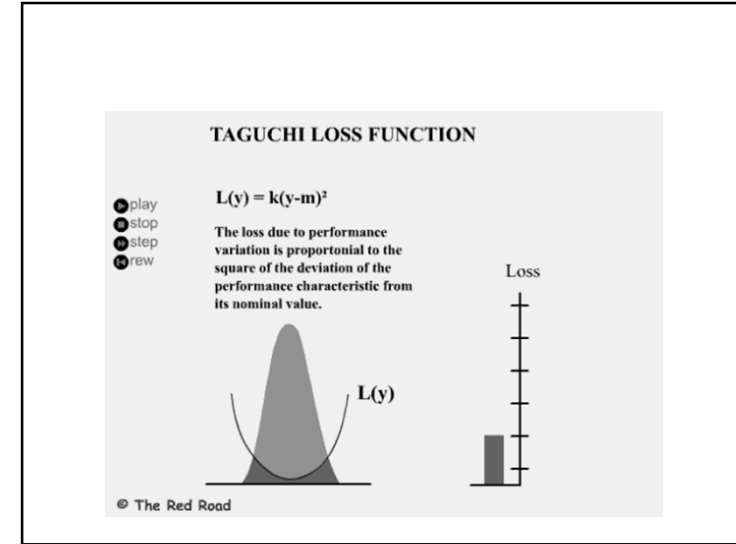 TAGUCHI LOSS FUNCTION
L(y) = k(y-m)²
play
stop
step
rew
The loss due to performance
variation is proportonial to the
square of the deviation of the
performance characteristic from
its nominal value.
Loss
L(y)
© The Red Road